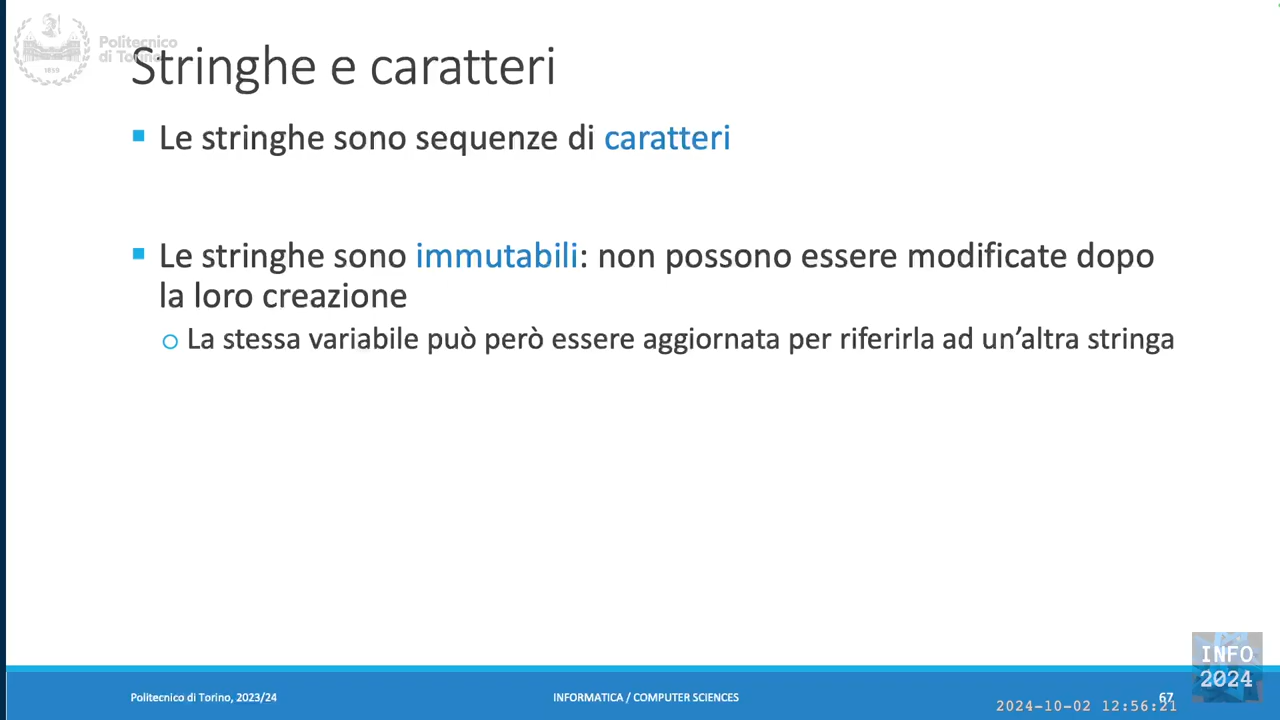 Politecnico
di Torino
1859
Stringhe e caratteri
Le stringhe sono sequenze di caratteri
Le stringhe sono immutabili: non possono essere modificate dopo
la loro creazione
La stessa variabile può però essere aggiornata per riferirla ad un’altra stringa
INFO
2024
Politecnico di Torino, 2023/24
INFORMATICA / COMPUTER SCIENCES
67
2024-10-02 12:56:21